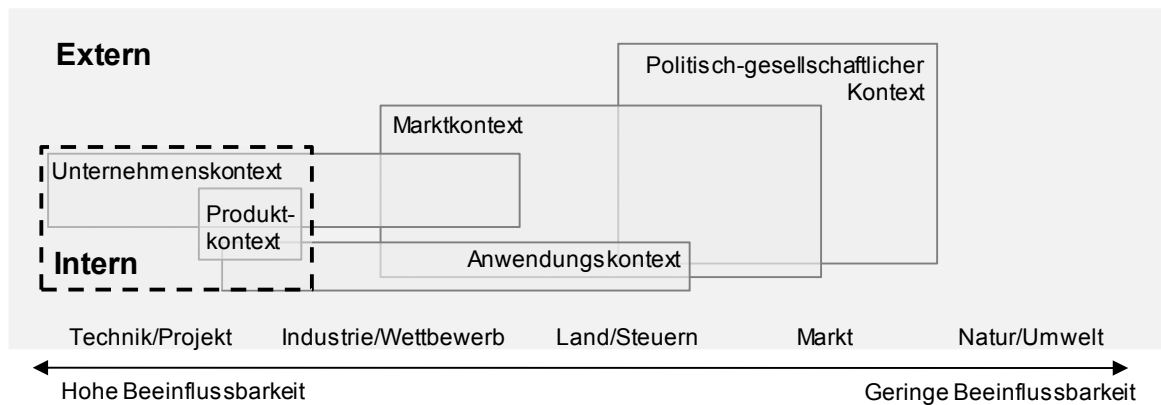 Extern
Politisch-gesellschaftlicher
Kontext
Marktkontext
Unternehmenskontext
Produkt-
kontext
Intern
Anwendungskontext
Technik/Projekt Industrie/Wettbewerb Land/Steuern Markt Natur/Umwelt
Hohe Beeinflussbarkeit Geringe Beeinflussbarkeit